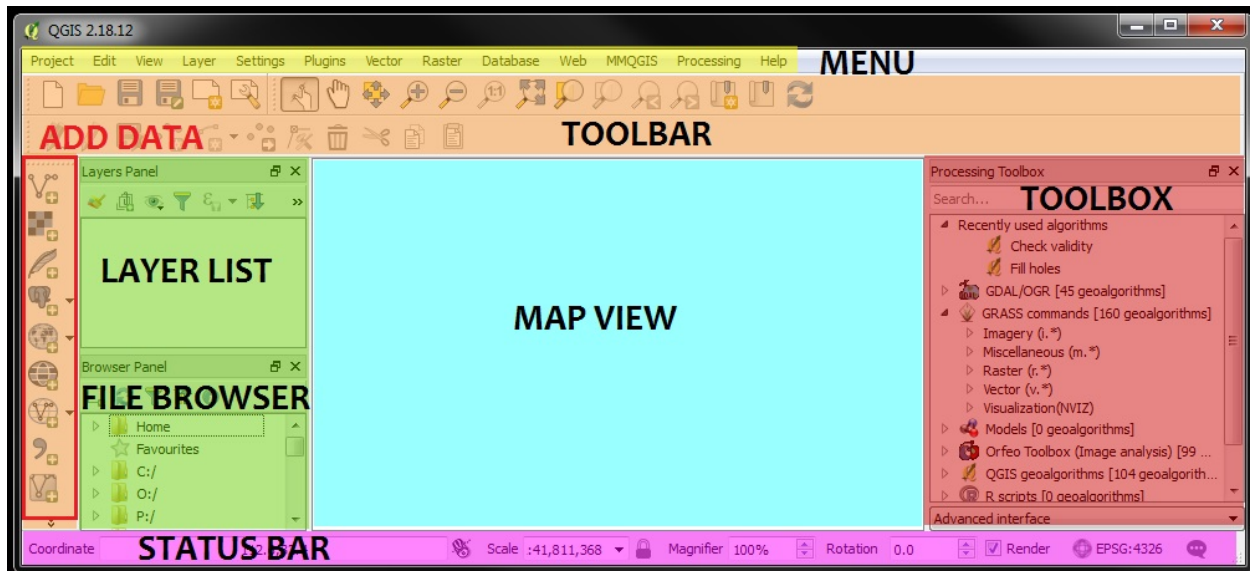 QGIS 2.18.12
Project Edit View Layer Settings Plugins Vector Raster Database Web MMQGIS Processing Help
MENU
1:1
ADD DATA
TOOLBAR
Layers Panel
LAYER LIST
Browser Panel
FILE BROWSER
Home
Favourites
C:/
O:/
P:/
MAP VIEW
Processing Toolbox
Search...
TOOLBOX
Recently used algorithms
Check validity
Fill holes
GDAL/OGR [45 geoalgorithms]
GRASS commands [160 geoalgorithms]
Imagery (i.*)
Miscellaneous (m.*)
Raster (r.*)
Vector (v.*)
Visualization(NVIZ)
Models [0 geoalgorithms]
Orfeo Toolbox (Image analysis) [99 ...
QGIS geoalgorithms [104 geoalgorith...
R scripts [0 geoalgorithms]
Advanced interface
Coordinate
STATUS BAR
Scale :41,811,368 Magnifier 100% Rotation 0.0 Render EPSG:4326